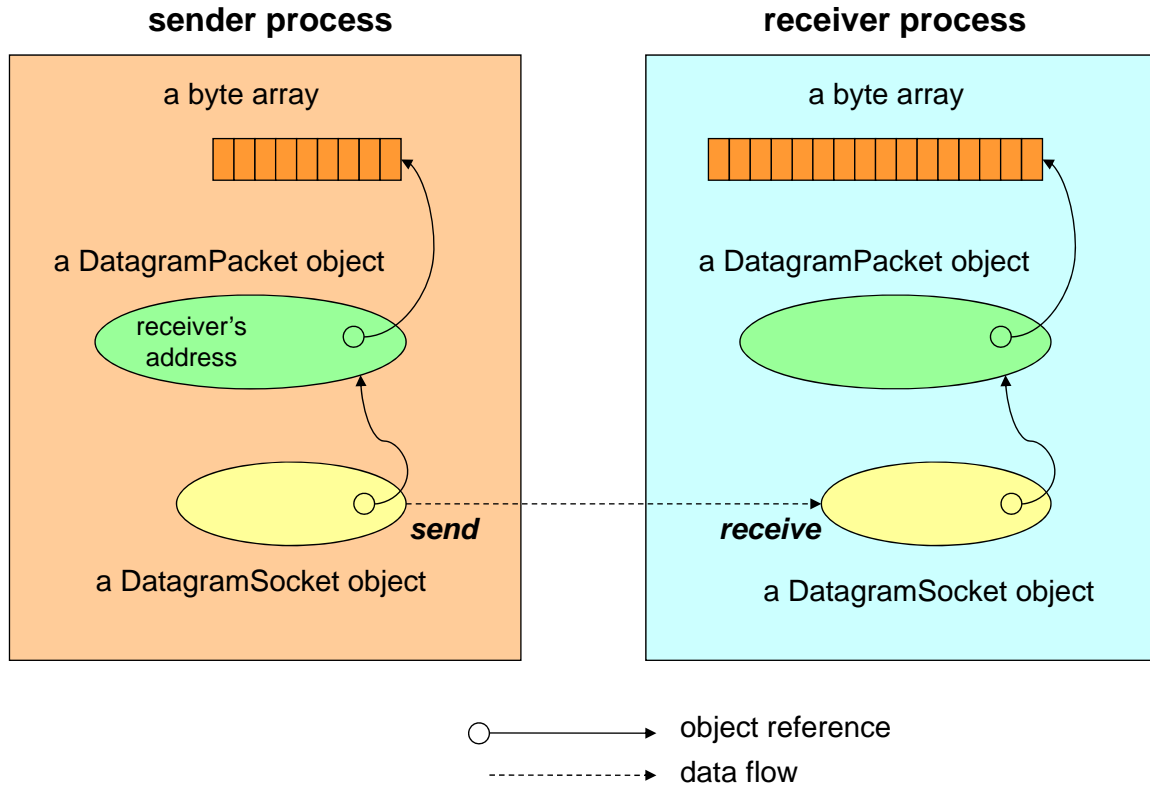 sender process
receiver process
a byte array
a byte array
a DatagramPacket object
a DatagramPacket object
receiver's
address
send
receive
a DatagramSocket object
a DatagramSocket object
object reference
data flow